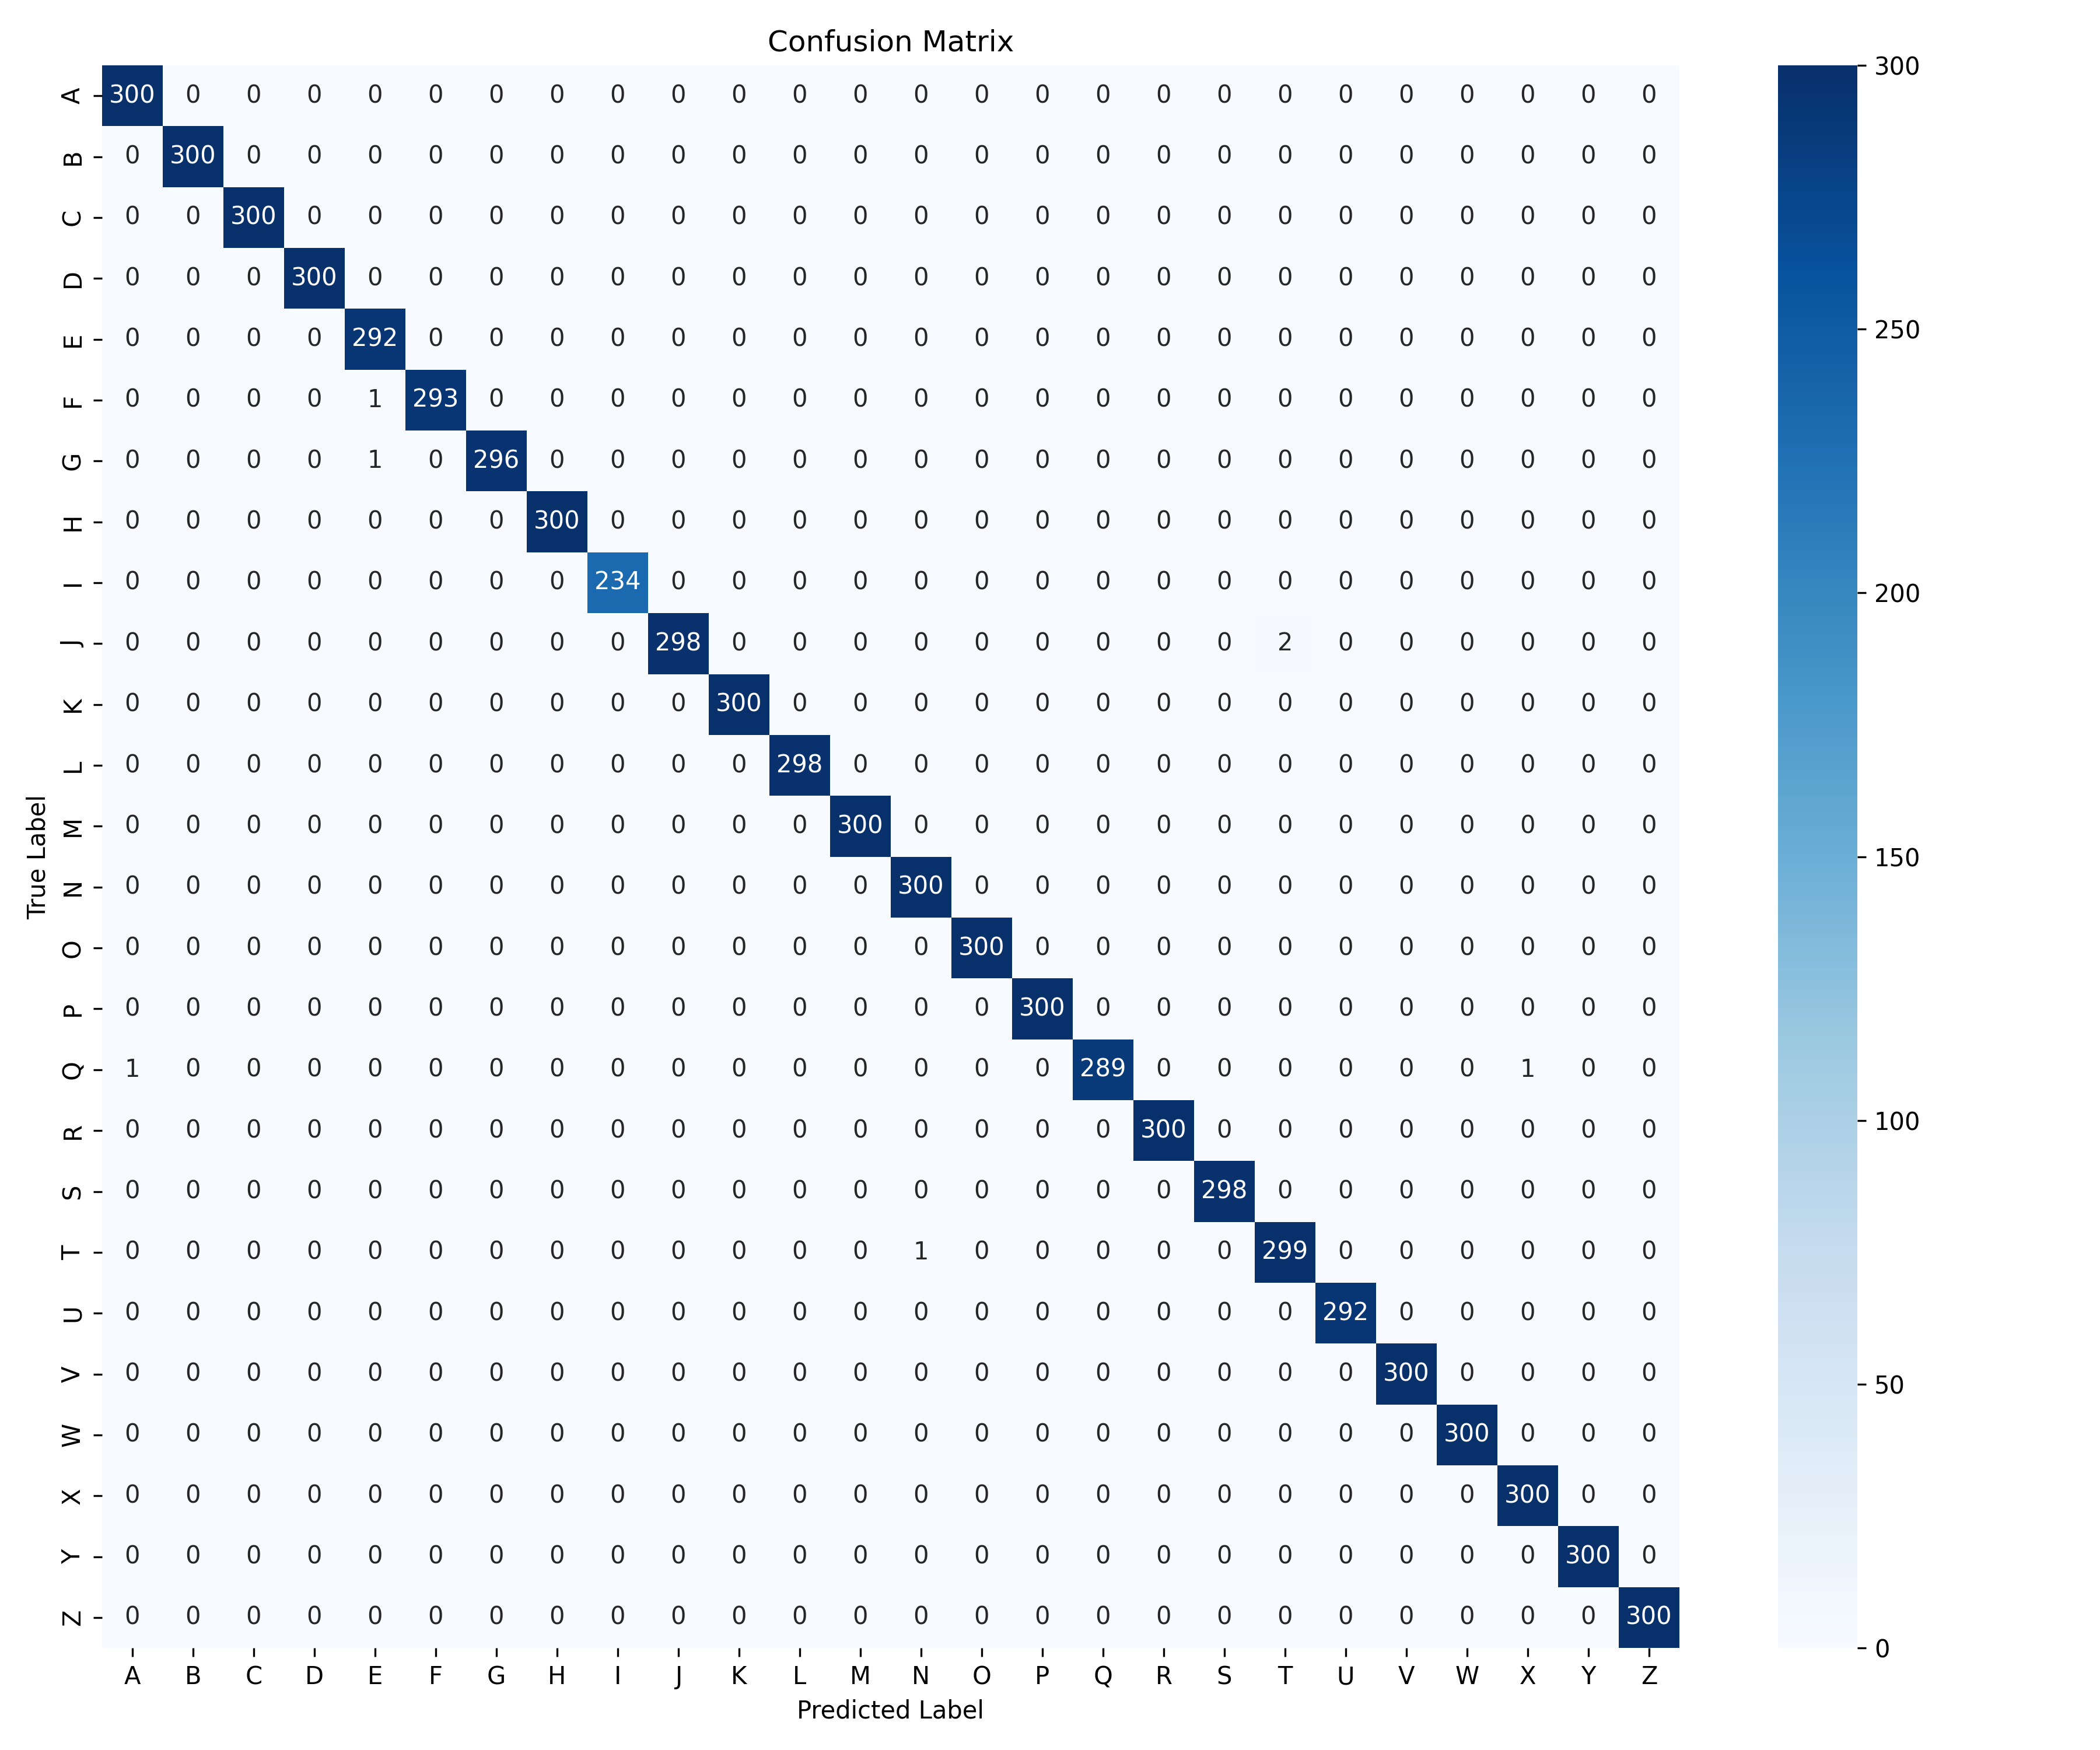 Confusion Matrix
A 300 0 0 0 0 0 0 0 0 0 0 0 0 0 0 0 0 0 0 0 0 0 0 0 0 0
B 0 300 0 0 0 0 0 0 0 0 0 0 0 0 0 0 0 0 0 0 0 0 0 0 0 0
C 0 0 300 0 0 0 0 0 0 0 0 0 0 0 0 0 0 0 0 0 0 0 0 0 0 0
D 0 0 0 300 0 0 0 0 0 0 0 0 0 0 0 0 0 0 0 0 0 0 0 0 0 0
E 0 0 0 0 292 0 0 0 0 0 0 0 0 0 0 0 0 0 0 0 0 0 0 0 0 0
F 0 0 0 0 1 293 0 0 0 0 0 0 0 0 0 0 0 0 0 0 0 0 0 0 0 0
G 0 0 0 0 1 0 296 0 0 0 0 0 0 0 0 0 0 0 0 0 0 0 0 0 0 0
H 0 0 0 0 0 0 0 300 0 0 0 0 0 0 0 0 0 0 0 0 0 0 0 0 0 0
I 0 0 0 0 0 0 0 0 234 0 0 0 0 0 0 0 0 0 0 0 0 0 0 0 0 0
J 0 0 0 0 0 0 0 0 0 298 0 0 0 0 0 0 0 0 0 2 0 0 0 0 0 0
K 0 0 0 0 0 0 0 0 0 0 300 0 0 0 0 0 0 0 0 0 0 0 0 0 0 0
L 0 0 0 0 0 0 0 0 0 0 0 298 0 0 0 0 0 0 0 0 0 0 0 0 0 0
M 0 0 0 0 0 0 0 0 0 0 0 0 300 0 0 0 0 0 0 0 0 0 0 0 0 0
N 0 0 0 0 0 0 0 0 0 0 0 0 0 300 0 0 0 0 0 0 0 0 0 0 0 0
O 0 0 0 0 0 0 0 0 0 0 0 0 0 0 300 0 0 0 0 0 0 0 0 0 0 0
P 0 0 0 0 0 0 0 0 0 0 0 0 0 0 0 300 0 0 0 0 0 0 0 0 0 0
Q 1 0 0 0 0 0 0 0 0 0 0 0 0 0 0 0 289 0 0 0 0 0 0 1 0 0
R 0 0 0 0 0 0 0 0 0 0 0 0 0 0 0 0 0 300 0 0 0 0 0 0 0 0
S 0 0 0 0 0 0 0 0 0 0 0 0 0 0 0 0 0 0 298 0 0 0 0 0 0 0
T 0 0 0 0 0 0 0 0 0 0 0 0 0 1 0 0 0 0 0 299 0 0 0 0 0 0
U 0 0 0 0 0 0 0 0 0 0 0 0 0 0 0 0 0 0 0 0 292 0 0 0 0 0
V 0 0 0 0 0 0 0 0 0 0 0 0 0 0 0 0 0 0 0 0 0 300 0 0 0 0
W 0 0 0 0 0 0 0 0 0 0 0 0 0 0 0 0 0 0 0 0 0 0 300 0 0 0
X 0 0 0 0 0 0 0 0 0 0 0 0 0 0 0 0 0 0 0 0 0 0 0 300 0 0
Y 0 0 0 0 0 0 0 0 0 0 0 0 0 0 0 0 0 0 0 0 0 0 0 0 300 0
Z 0 0 0 0 0 0 0 0 0 0 0 0 0 0 0 0 0 0 0 0 0 0 0 0 0 300
A B C D E F G H I J K L M N O P Q R S T U V W X Y Z
Predicted Label
True Label
300
250
200
150
100
50
0